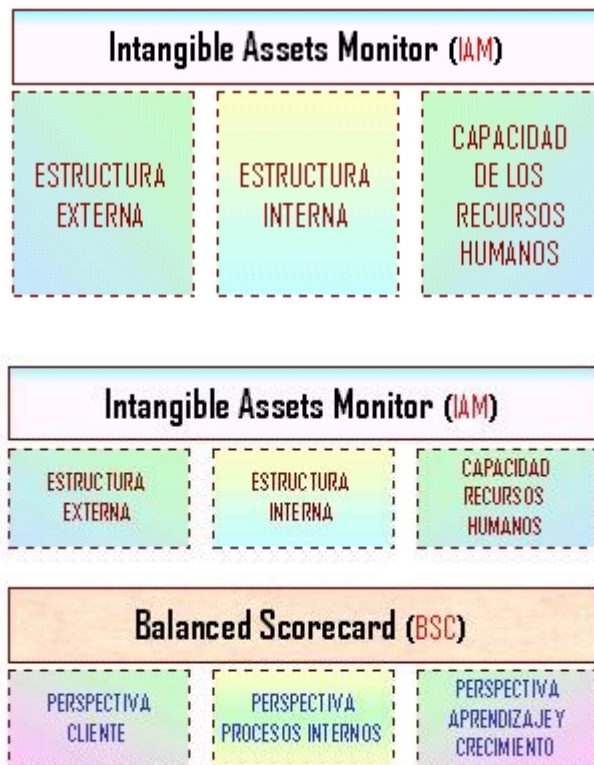 Intangible Assets Monitor (IAM)
ESTRUCTURA
EXTERNA
ESTRUCTURA
INTERNA
CAPACIDAD
DE LOS
RECURSOS
HUMANOS
Intangible Assets Monitor (IAM)
ESTRUCTURA
EXTERNA
ESTRUCTURA
INTERNA
CAPACIDAD
RECURSOS
HUMANOS
Balanced Scorecard (BSC)
PERSPECTIVA
CLIENTE
PERSPECTIVA
PROCESOS INTERNOS
PERSPECTIVA
APRENDIZAJE Y
CRECIMIENTO